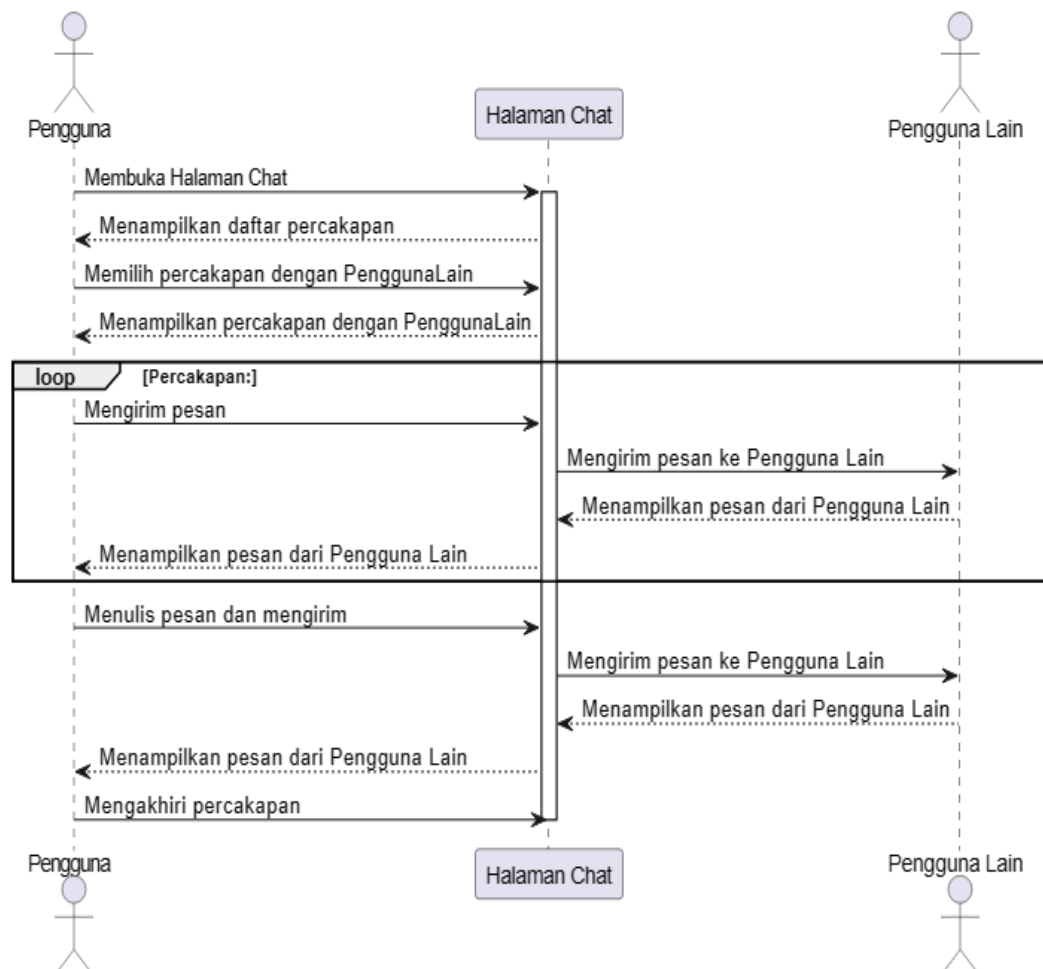 Pengguna
Halaman Chat
Pengguna Lain
Membuka Halaman Chat
Menampilkan daftar percakapan
Memilih percakapan dengan PenggunaLain
Menampilkan percakapan dengan PenggunaLain
loop [Percakapan:]
Mengirim pesan
Mengirim pesan ke Pengguna Lain
Menampilkan pesan dari Pengguna Lain
Menampilkan pesan dari Pengguna Lain
Menulis pesan dan mengirim
Mengirim pesan ke Pengguna Lain
Menampilkan pesan dari Pengguna Lain
Menampilkan pesan dari Pengguna Lain
Mengakhiri percakapan
Pengguna
Halaman Chat
Pengguna Lain